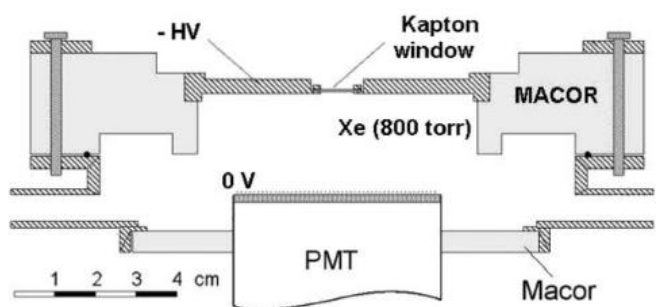 - HV
Kapton
window
MACOR
Xe (800 torr)
0 V
PMT
1 2 3 4 cm
Macor